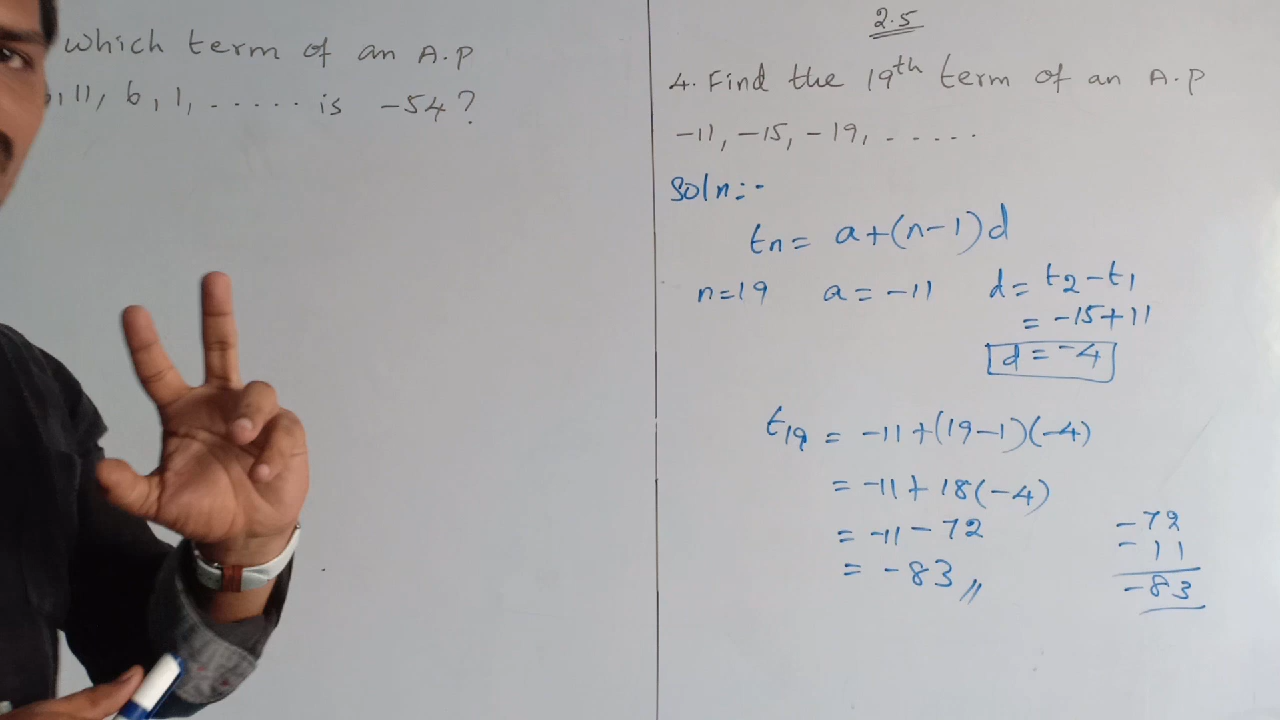 which term of an A.P
, 11, 6, 1, ...... is -54?
2.5
4. Find the 19th term of an A.P
-11, -15, -19, .....
Soln:-
tn = a+(n-1)d
n=19 a = -11 d = t2-t1
= -15+11
d = -4
t19 = -11+(19-1)(-4)
= -11+18(-4)
= -11-72
= -83 〃
-72
-11
-83